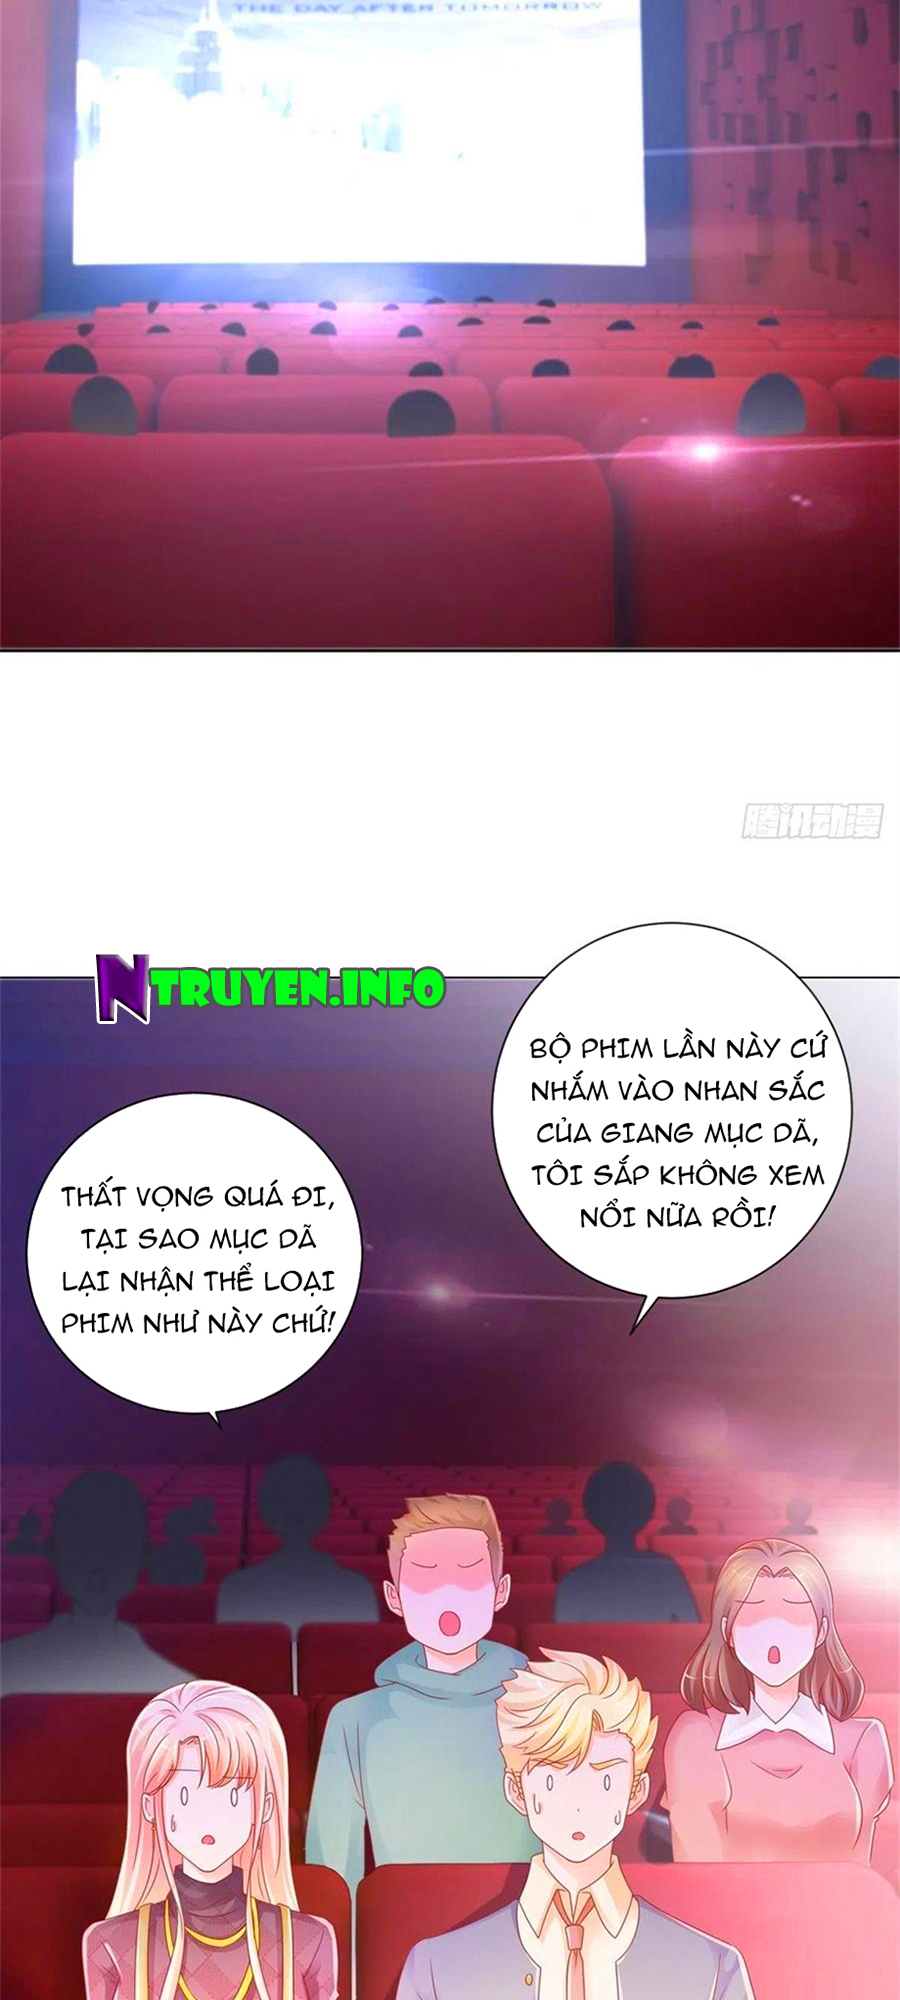 THE DAY AFTER TOMORROW
腾讯动漫
NTRUYEN.INFO
BỘ PHIM LẦN NÀY CỨ
NHẮM VÀO NHAN SẮC
CỦA GIANG MỤC DÃ,
TÔI SẮP KHÔNG XEM
NỔI NỮA RỒI!
THẤT VỌNG QUÁ ĐI,
TẠI SAO MỤC DÃ
LẠI NHẬN THỂ LOẠI
PHIM NHƯ NÀY CHỨ!